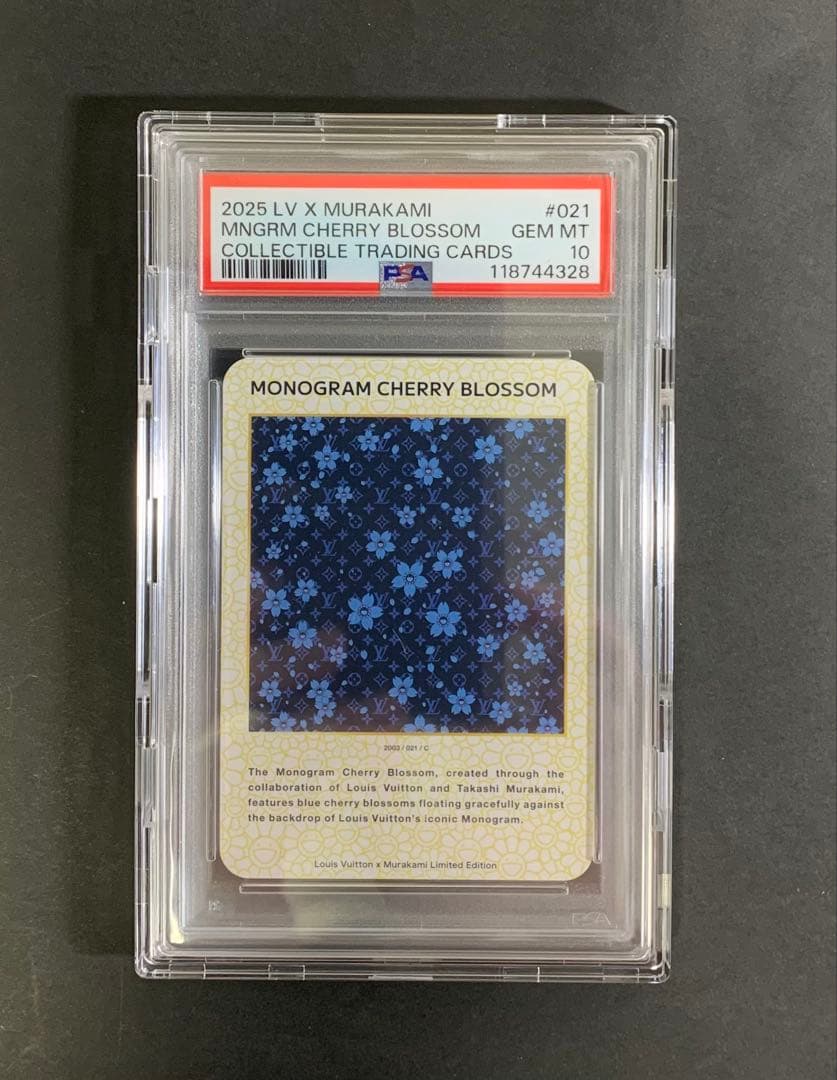 2025 LV X MURAKAMI #021
MNGRM CHERRY BLOSSOM GEM MT
COLLECTIBLE TRADING CARDS 10
PSA 118744328
MONOGRAM CHERRY BLOSSOM
2003 / 021 / C
The Monogram Cherry Blossom, created through the
collaboration of Louis Vuitton and Takashi Murakami,
features blue cherry blossoms floating gracefully against
the backdrop of Louis Vuitton's iconic Monogram.
Louis Vuitton x Murakami Limited Edition
PSA